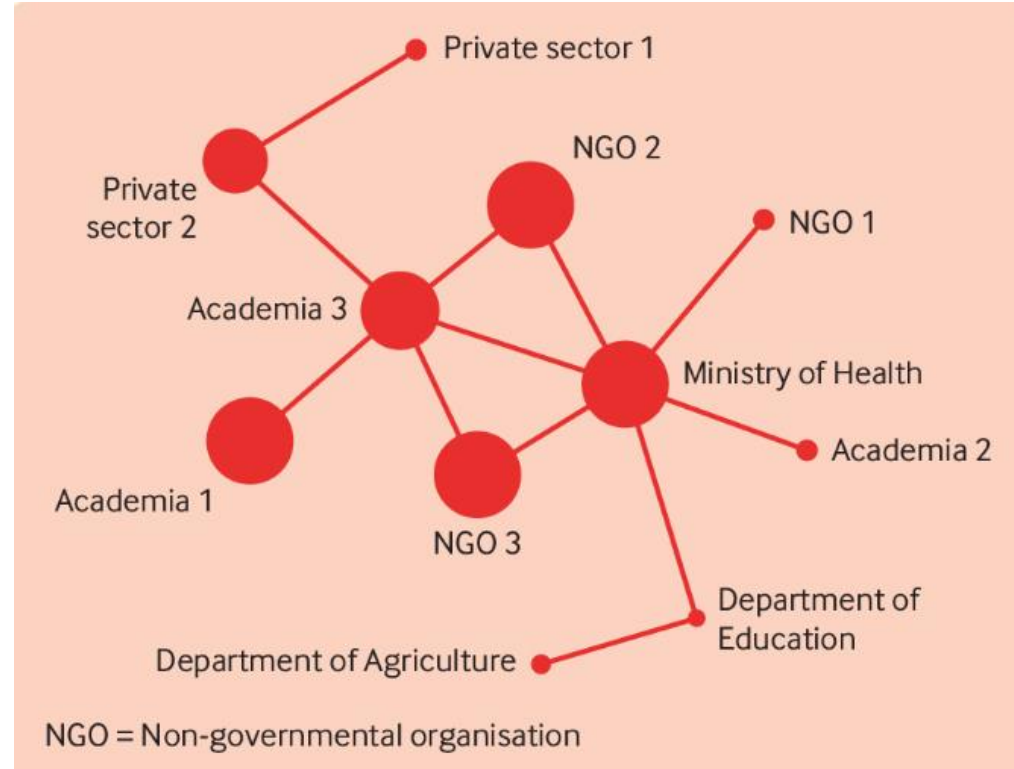 Private sector 1
NGO 2
Private
sector 2
NGO 1
Academia 3
Ministry of Health
Academia 2
Academia 1
NGO 3
Department of
Education
Department of Agriculture
NGO = Non-governmental organisation